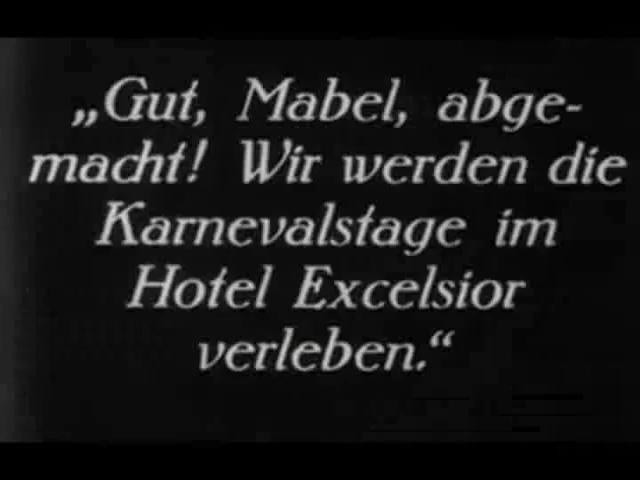 „Gut, Mabel, abge-
macht! Wir werden die
Karnevalstage im
Hotel Excelsior
verleben.“